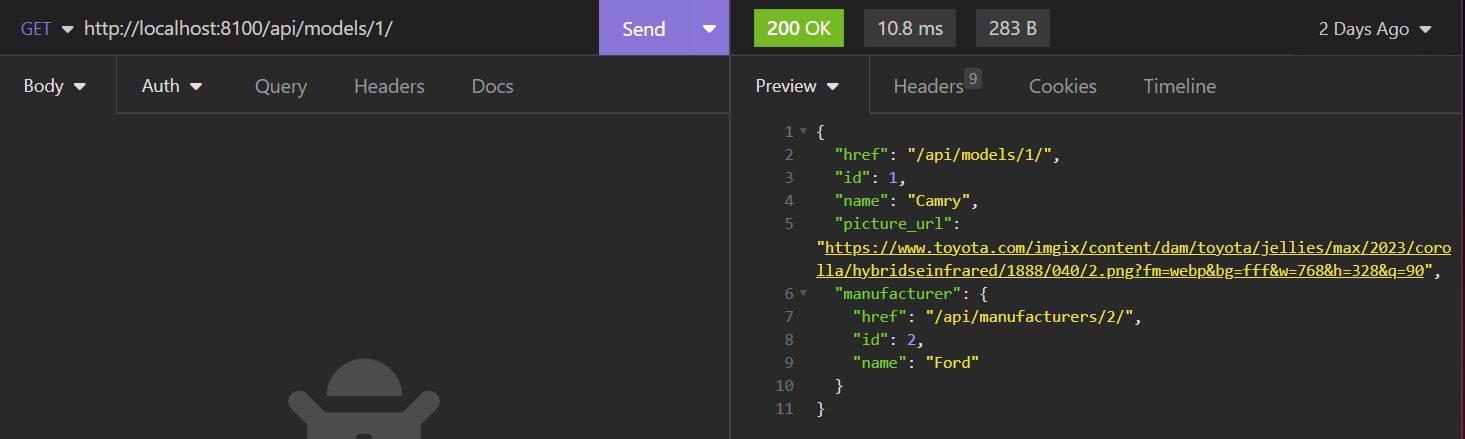 GET http://localhost:8100/api/models/1/ Send 200 OK 10.8 ms 283 B 2 Days Ago
Body Auth Query Headers Docs Preview Headers 9 Cookies Timeline
1 {
2 "href": "/api/models/1/",
3 "id": 1,
4 "name": "Camry",
5 "picture_url":
"https://www.toyota.com/imgix/content/dam/toyota/jellies/max/2023/coro
lla/hybridseinfrared/1888/040/2.png?fm=webp&bg=fff&w=768&h=328&q=90",
6 "manufacturer": {
7 "href": "/api/manufacturers/2/",
8 "id": 2,
9 "name": "Ford"
10 }
11 }